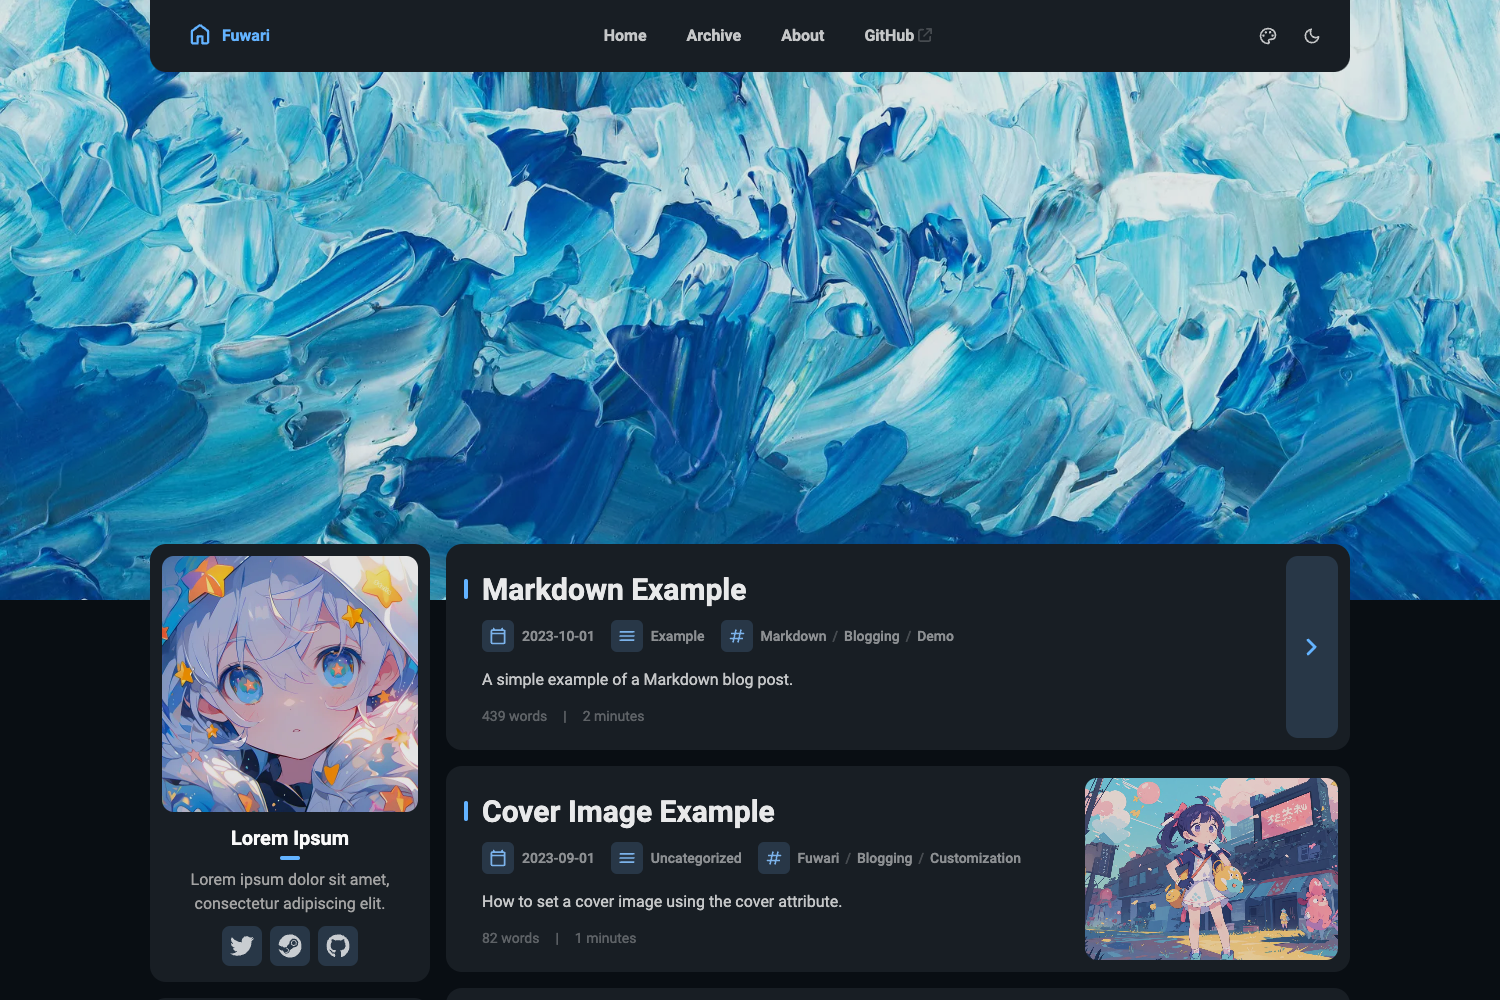 Fuwari
Home Archive About GitHub
Lorem Ipsum
Lorem ipsum dolor sit amet,
consectetur adipiscing elit.
Markdown Example
2023-10-01 Example # Markdown / Blogging / Demo
A simple example of a Markdown blog post.
439 words | 2 minutes
Cover Image Example
2023-09-01 Uncategorized # Fuwari / Blogging / Customization
How to set a cover image using the cover attribute.
82 words | 1 minutes